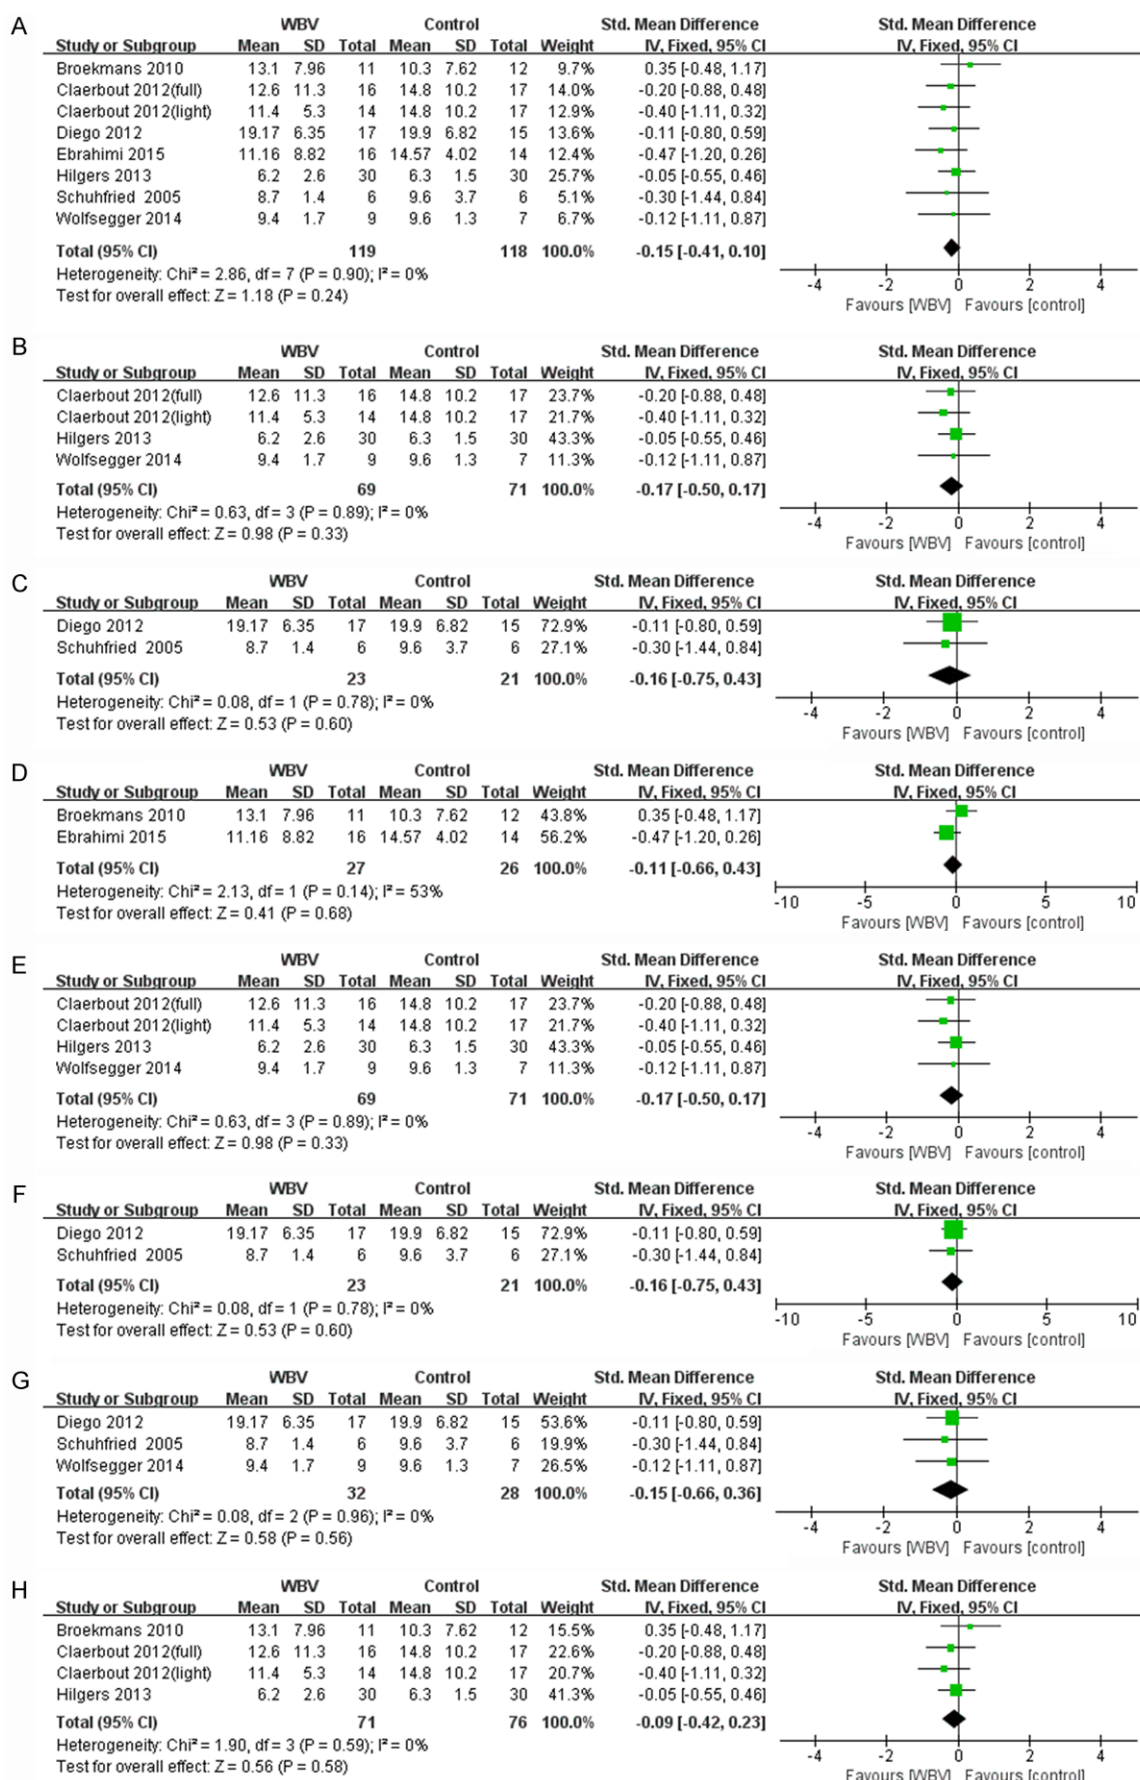 A
WBV Control Std. Mean Difference Std. Mean Difference
Study or Subgroup Mean SD Total Mean SD Total Weight IV, Fixed, 95% CI IV, Fixed, 95% CI
Broekmans 2010 13.1 7.96 11 10.3 7.62 12 9.7% 0.35 [-0.48, 1.17]
Claerbout 2012(full) 12.6 11.3 16 14.8 10.2 17 14.0% -0.20 [-0.88, 0.48]
Claerbout 2012(light) 11.4 5.3 14 14.8 10.2 17 12.9% -0.40 [-1.11, 0.32]
Diego 2012 19.17 6.35 17 19.9 6.82 15 13.6% -0.11 [-0.80, 0.59]
Ebrahimi 2015 11.16 8.82 16 14.57 4.02 14 12.4% -0.47 [-1.20, 0.26]
Hilgers 2013 6.2 2.6 30 6.3 1.5 30 25.7% -0.05 [-0.55, 0.46]
Schuhfried 2005 8.7 1.4 6 9.6 3.7 6 5.1% -0.30 [-1.44, 0.84]
Wolfsegger 2014 9.4 1.7 9 9.6 1.3 7 6.7% -0.12 [-1.11, 0.87]
Total (95% CI) 119 118 100.0% -0.15 [-0.41, 0.10]
Heterogeneity: Chi² = 2.86, df = 7 (P = 0.90); I² = 0%
Test for overall effect: Z = 1.18 (P = 0.24)
-4 -2 0 2 4
Favours [WBV] Favours [control]
B
WBV Control Std. Mean Difference Std. Mean Difference
Study or Subgroup Mean SD Total Mean SD Total Weight IV, Fixed, 95% CI IV, Fixed, 95% CI
Claerbout 2012(full) 12.6 11.3 16 14.8 10.2 17 23.7% -0.20 [-0.88, 0.48]
Claerbout 2012(light) 11.4 5.3 14 14.8 10.2 17 21.7% -0.40 [-1.11, 0.32]
Hilgers 2013 6.2 2.6 30 6.3 1.5 30 43.3% -0.05 [-0.55, 0.46]
Wolfsegger 2014 9.4 1.7 9 9.6 1.3 7 11.3% -0.12 [-1.11, 0.87]
Total (95% CI) 69 71 100.0% -0.17 [-0.50, 0.17]
Heterogeneity: Chi² = 0.63, df = 3 (P = 0.89); I² = 0%
Test for overall effect: Z = 0.98 (P = 0.33)
-4 -2 0 2 4
Favours [WBV] Favours [control]
C
WBV Control Std. Mean Difference Std. Mean Difference
Study or Subgroup Mean SD Total Mean SD Total Weight IV, Fixed, 95% CI IV, Fixed, 95% CI
Diego 2012 19.17 6.35 17 19.9 6.82 15 72.9% -0.11 [-0.80, 0.59]
Schuhfried 2005 8.7 1.4 6 9.6 3.7 6 27.1% -0.30 [-1.44, 0.84]
Total (95% CI) 23 21 100.0% -0.16 [-0.75, 0.43]
Heterogeneity: Chi² = 0.08, df = 1 (P = 0.78); I² = 0%
Test for overall effect: Z = 0.53 (P = 0.60)
-4 -2 0 2 4
Favours [WBV] Favours [control]
D
WBV Control Std. Mean Difference Std. Mean Difference
Study or Subgroup Mean SD Total Mean SD Total Weight IV, Fixed, 95% CI IV, Fixed, 95% CI
Broekmans 2010 13.1 7.96 11 10.3 7.62 12 43.8% 0.35 [-0.48, 1.17]
Ebrahimi 2015 11.16 8.82 16 14.57 4.02 14 56.2% -0.47 [-1.20, 0.26]
Total (95% CI) 27 26 100.0% -0.11 [-0.66, 0.43]
Heterogeneity: Chi² = 2.13, df = 1 (P = 0.14); I² = 53%
Test for overall effect: Z = 0.41 (P = 0.68)
-10 -5 0 5 10
Favours [WBV] Favours [control]
E
WBV Control Std. Mean Difference Std. Mean Difference
Study or Subgroup Mean SD Total Mean SD Total Weight IV, Fixed, 95% CI IV, Fixed, 95% CI
Claerbout 2012(full) 12.6 11.3 16 14.8 10.2 17 23.7% -0.20 [-0.88, 0.48]
Claerbout 2012(light) 11.4 5.3 14 14.8 10.2 17 21.7% -0.40 [-1.11, 0.32]
Hilgers 2013 6.2 2.6 30 6.3 1.5 30 43.3% -0.05 [-0.55, 0.46]
Wolfsegger 2014 9.4 1.7 9 9.6 1.3 7 11.3% -0.12 [-1.11, 0.87]
Total (95% CI) 69 71 100.0% -0.17 [-0.50, 0.17]
Heterogeneity: Chi² = 0.63, df = 3 (P = 0.89); I² = 0%
Test for overall effect: Z = 0.98 (P = 0.33)
-4 -2 0 2 4
Favours [WBV] Favours [control]
F
WBV Control Std. Mean Difference Std. Mean Difference
Study or Subgroup Mean SD Total Mean SD Total Weight IV, Fixed, 95% CI IV, Fixed, 95% CI
Diego 2012 19.17 6.35 17 19.9 6.82 15 72.9% -0.11 [-0.80, 0.59]
Schuhfried 2005 8.7 1.4 6 9.6 3.7 6 27.1% -0.30 [-1.44, 0.84]
Total (95% CI) 23 21 100.0% -0.16 [-0.75, 0.43]
Heterogeneity: Chi² = 0.08, df = 1 (P = 0.78); I² = 0%
Test for overall effect: Z = 0.53 (P = 0.60)
-10 -5 0 5 10
Favours [WBV] Favours [control]
G
WBV Control Std. Mean Difference Std. Mean Difference
Study or Subgroup Mean SD Total Mean SD Total Weight IV, Fixed, 95% CI IV, Fixed, 95% CI
Diego 2012 19.17 6.35 17 19.9 6.82 15 53.6% -0.11 [-0.80, 0.59]
Schuhfried 2005 8.7 1.4 6 9.6 3.7 6 19.9% -0.30 [-1.44, 0.84]
Wolfsegger 2014 9.4 1.7 9 9.6 1.3 7 26.5% -0.12 [-1.11, 0.87]
Total (95% CI) 32 28 100.0% -0.15 [-0.66, 0.36]
Heterogeneity: Chi² = 0.08, df = 2 (P = 0.96); I² = 0%
Test for overall effect: Z = 0.58 (P = 0.56)
-4 -2 0 2 4
Favours [WBV] Favours [control]
H
WBV Control Std. Mean Difference Std. Mean Difference
Study or Subgroup Mean SD Total Mean SD Total Weight IV, Fixed, 95% CI IV, Fixed, 95% CI
Broekmans 2010 13.1 7.96 11 10.3 7.62 12 15.5% 0.35 [-0.48, 1.17]
Claerbout 2012(full) 12.6 11.3 16 14.8 10.2 17 22.6% -0.20 [-0.88, 0.48]
Claerbout 2012(light) 11.4 5.3 14 14.8 10.2 17 20.7% -0.40 [-1.11, 0.32]
Hilgers 2013 6.2 2.6 30 6.3 1.5 30 41.3% -0.05 [-0.55, 0.46]
Total (95% CI) 71 76 100.0% -0.09 [-0.42, 0.23]
Heterogeneity: Chi² = 1.90, df = 3 (P = 0.59); I² = 0%
Test for overall effect: Z = 0.56 (P = 0.58)
-4 -2 0 2 4
Favours [WBV] Favours [control]